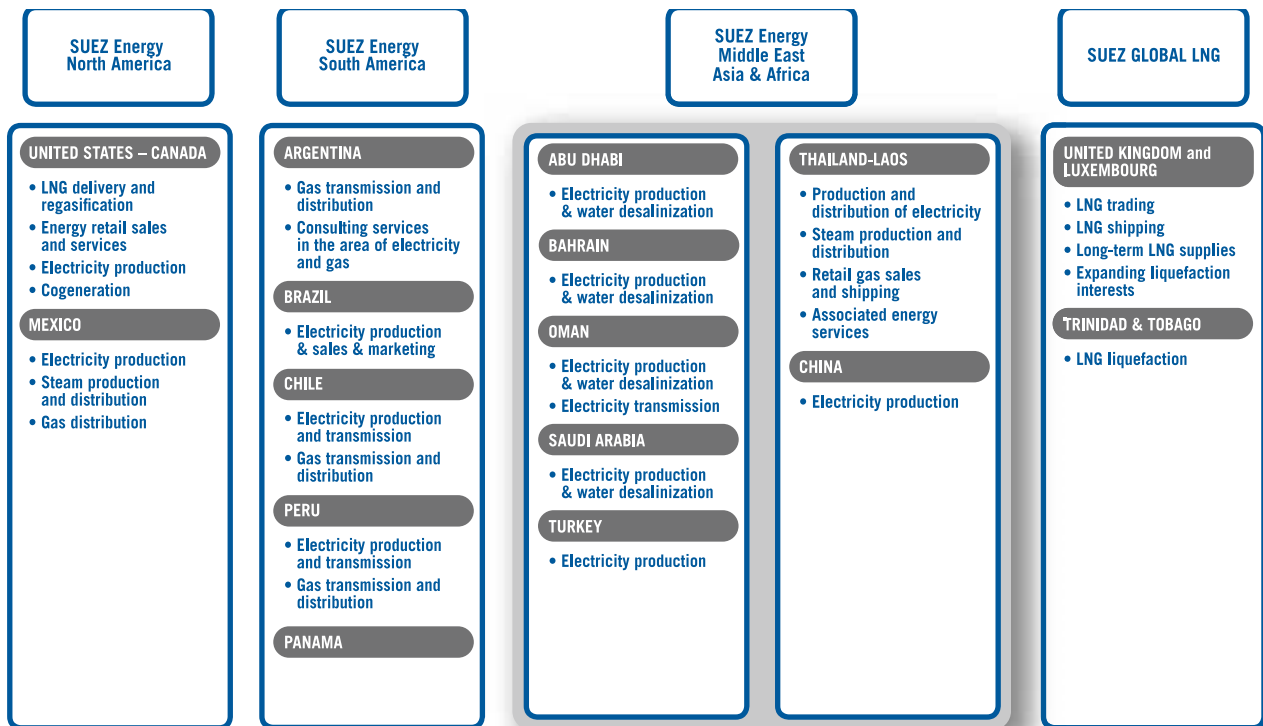 SUEZ Energy
North America
SUEZ Energy
South America
SUEZ Energy
Middle East
Asia & Africa
SUEZ GLOBAL LNG
UNITED STATES – CANADA
• LNG delivery and
regasification
• Energy retail sales
and services
• Electricity production
• Cogeneration
MEXICO
• Electricity production
• Steam production
and distribution
• Gas distribution
ARGENTINA
• Gas transmission and
distribution
• Consulting services
in the area of electricity
and gas
BRAZIL
• Electricity production
& sales & marketing
CHILE
• Electricity production
and transmission
• Gas transmission and
distribution
PERU
• Electricity production
and transmission
• Gas transmission and
distribution
PANAMA
ABU DHABI
• Electricity production
& water desalinization
BAHRAIN
• Electricity production
& water desalinization
OMAN
• Electricity production
& water desalinization
• Electricity transmission
SAUDI ARABIA
• Electricity production
& water desalinization
TURKEY
• Electricity production
THAILAND-LAOS
• Production and
distribution of electricity
• Steam production and
distribution
• Retail gas sales
and shipping
• Associated energy
services
CHINA
• Electricity production
UNITED KINGDOM and
LUXEMBOURG
• LNG trading
• LNG shipping
• Long-term LNG supplies
• Expanding liquefaction
interests
TRINIDAD & TOBAGO
• LNG liquefaction